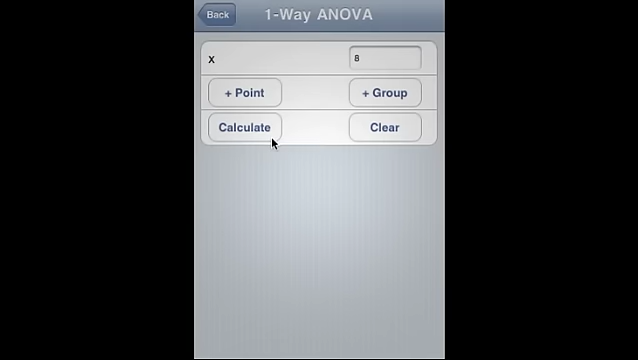 Back 1-Way ANOVA
x 8
+ Point + Group
Calculate Clear